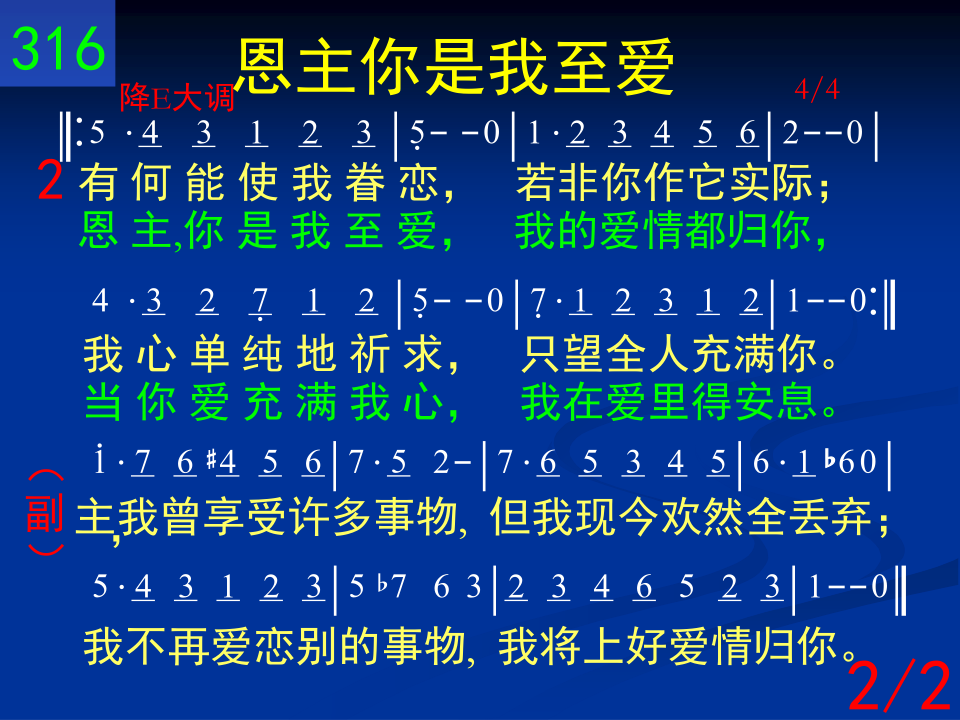 316
恩主你是我至爱
降E大调
4/4
‖: 5 · 4 3 1 2 3 | 5̣ - - 0 | 1 · 2 3 4 5 6 | 2 - - 0 |
2
有何能使我眷恋， 若非你作它实际；
恩主,你是我至爱， 我的爱情都归你，
4 · 3 2 7̣ 1 2 | 5̣ - - 0 | 7̣ · 1 2 3 1 2 | 1 - - 0 :‖
我心单纯地祈求， 只望全人充满你。
当你爱充满我心， 我在爱里得安息。
1̇ · 7 6 #4 5 6 | 7 · 5 2 - | 7 · 6 5 3 4 5 | 6 · 1 ♭6 0 |
（副）
主，我曾享受许多事物, 但我现今欢然全丢弃；
5 · 4 3 1 2 3 | 5 ♭7 6 3 | 2 3 4 6 5 2 3 | 1 - - 0 ‖
我不再爱恋别的事物, 我将上好爱情归你。
2/2